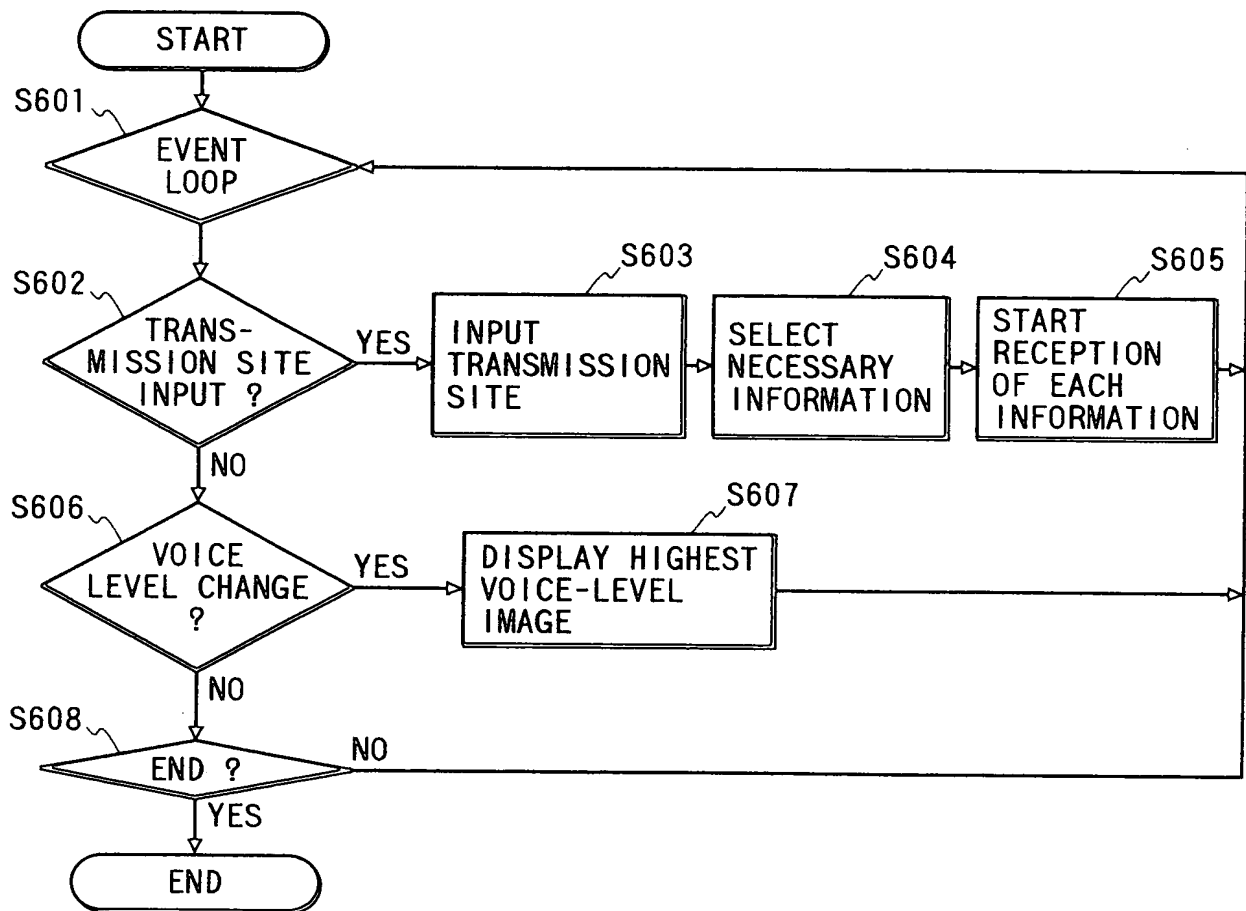 START
S601
EVENT
LOOP
S602
TRANS-
MISSION SITE
INPUT ?
YES
S603
INPUT
TRANSMISSION
SITE
S604
SELECT
NECESSARY
INFORMATION
S605
START
RECEPTION
OF EACH
INFORMATION
NO
S606
VOICE
LEVEL CHANGE
?
YES
S607
DISPLAY HIGHEST
VOICE-LEVEL
IMAGE
NO
S608
END ?
NO
YES
END